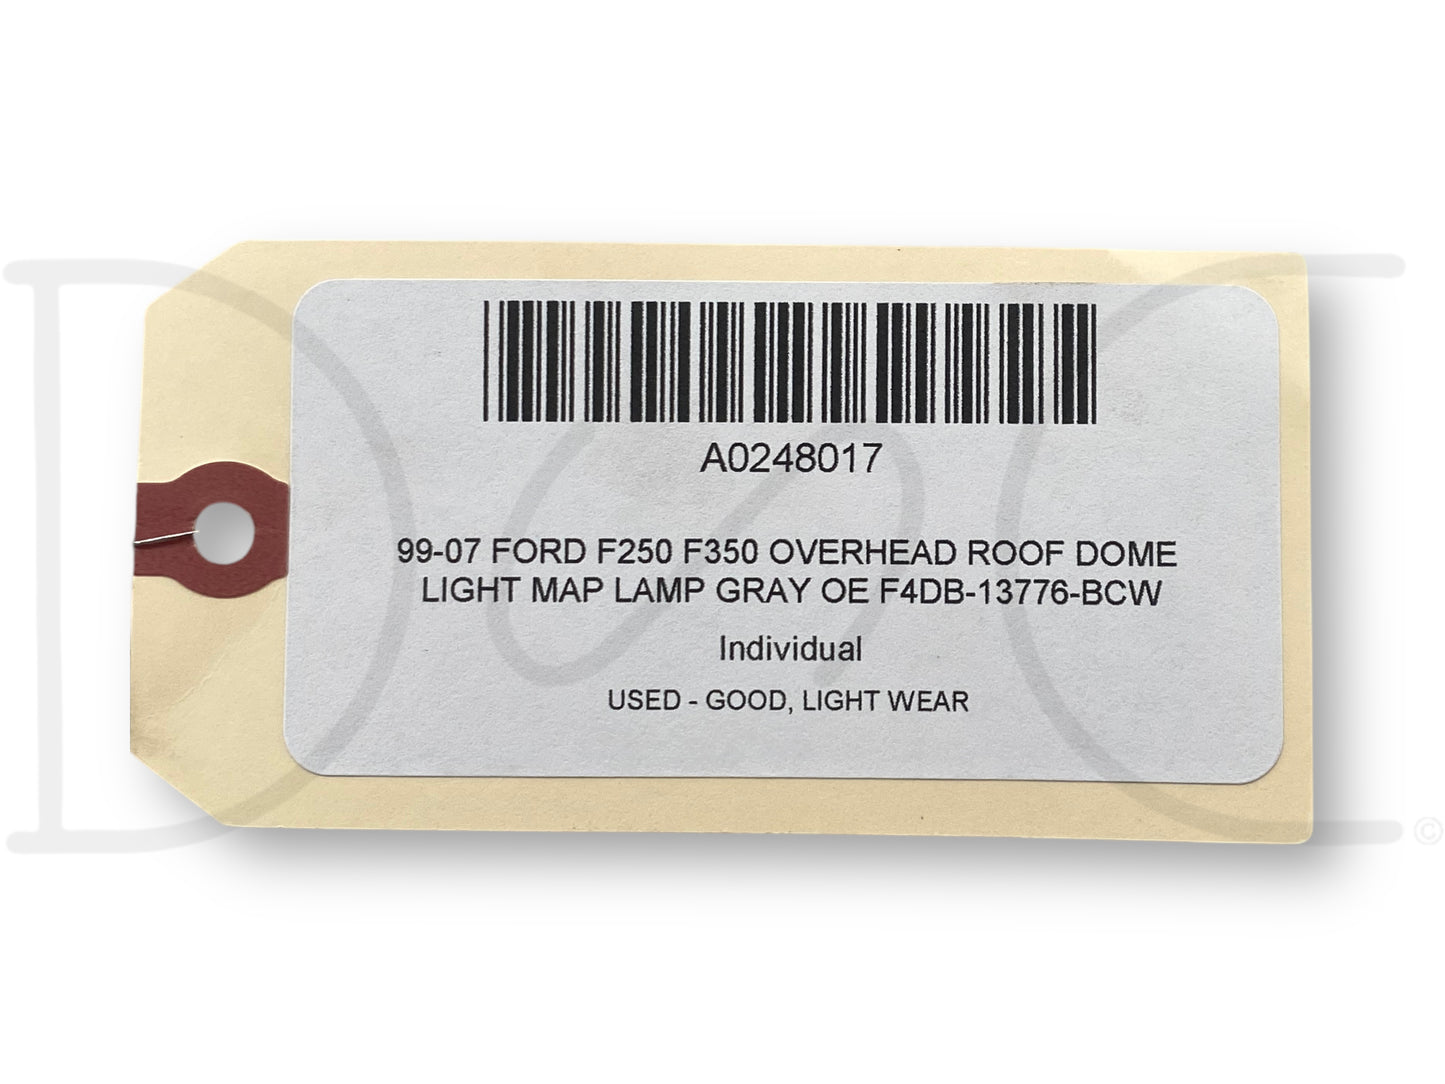 A0248017
99-07 FORD F250 F350 OVERHEAD ROOF DOME
LIGHT MAP LAMP GRAY OE F4DB-13776-BCW
Individual
USED - GOOD, LIGHT WEAR
DSC
©